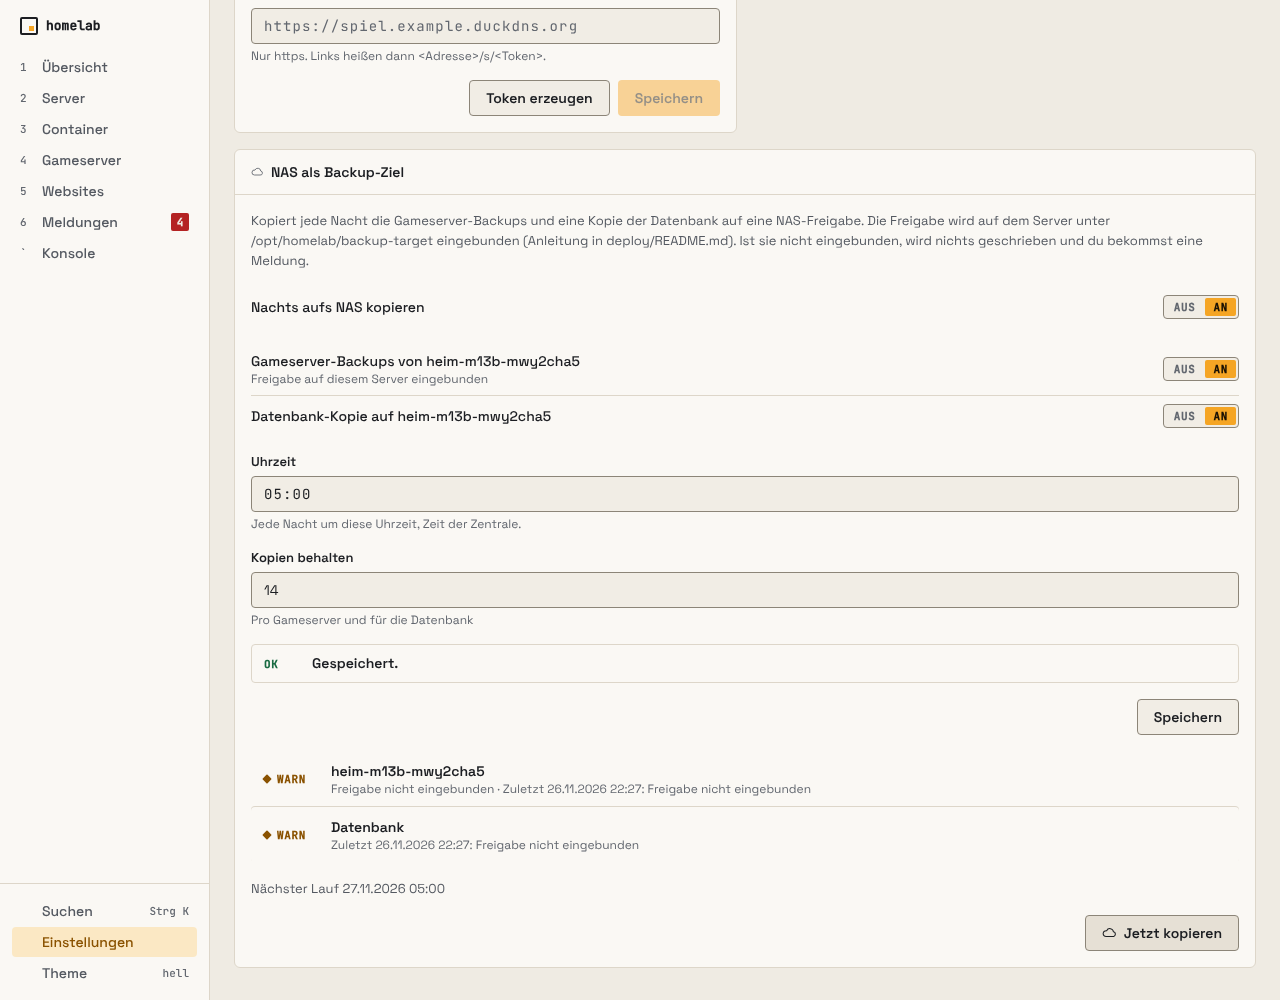 homelab
1 Übersicht
2 Server
3 Container
4 Gameserver
5 Websites
6 Meldungen 4
` Konsole
Suchen Strg K
Einstellungen
Theme hell
https://spiel.example.duckdns.org
Nur https. Links heißen dann <Adresse>/s/<Token>.
Token erzeugen Speichern
NAS als Backup-Ziel
Kopiert jede Nacht die Gameserver-Backups und eine Kopie der Datenbank auf eine NAS-Freigabe. Die Freigabe wird auf dem Server unter
/opt/homelab/backup-target eingebunden (Anleitung in deploy/README.md). Ist sie nicht eingebunden, wird nichts geschrieben und du bekommst eine
Meldung.
Nachts aufs NAS kopieren AUS AN
Gameserver-Backups von heim-m13b-mwy2cha5 AUS AN
Freigabe auf diesem Server eingebunden
Datenbank-Kopie auf heim-m13b-mwy2cha5 AUS AN
Uhrzeit
05:00
Jede Nacht um diese Uhrzeit, Zeit der Zentrale.
Kopien behalten
14
Pro Gameserver und für die Datenbank
OK Gespeichert.
Speichern
WARN heim-m13b-mwy2cha5
Freigabe nicht eingebunden · Zuletzt 26.11.2026 22:27: Freigabe nicht eingebunden
WARN Datenbank
Zuletzt 26.11.2026 22:27: Freigabe nicht eingebunden
Nächster Lauf 27.11.2026 05:00
Jetzt kopieren